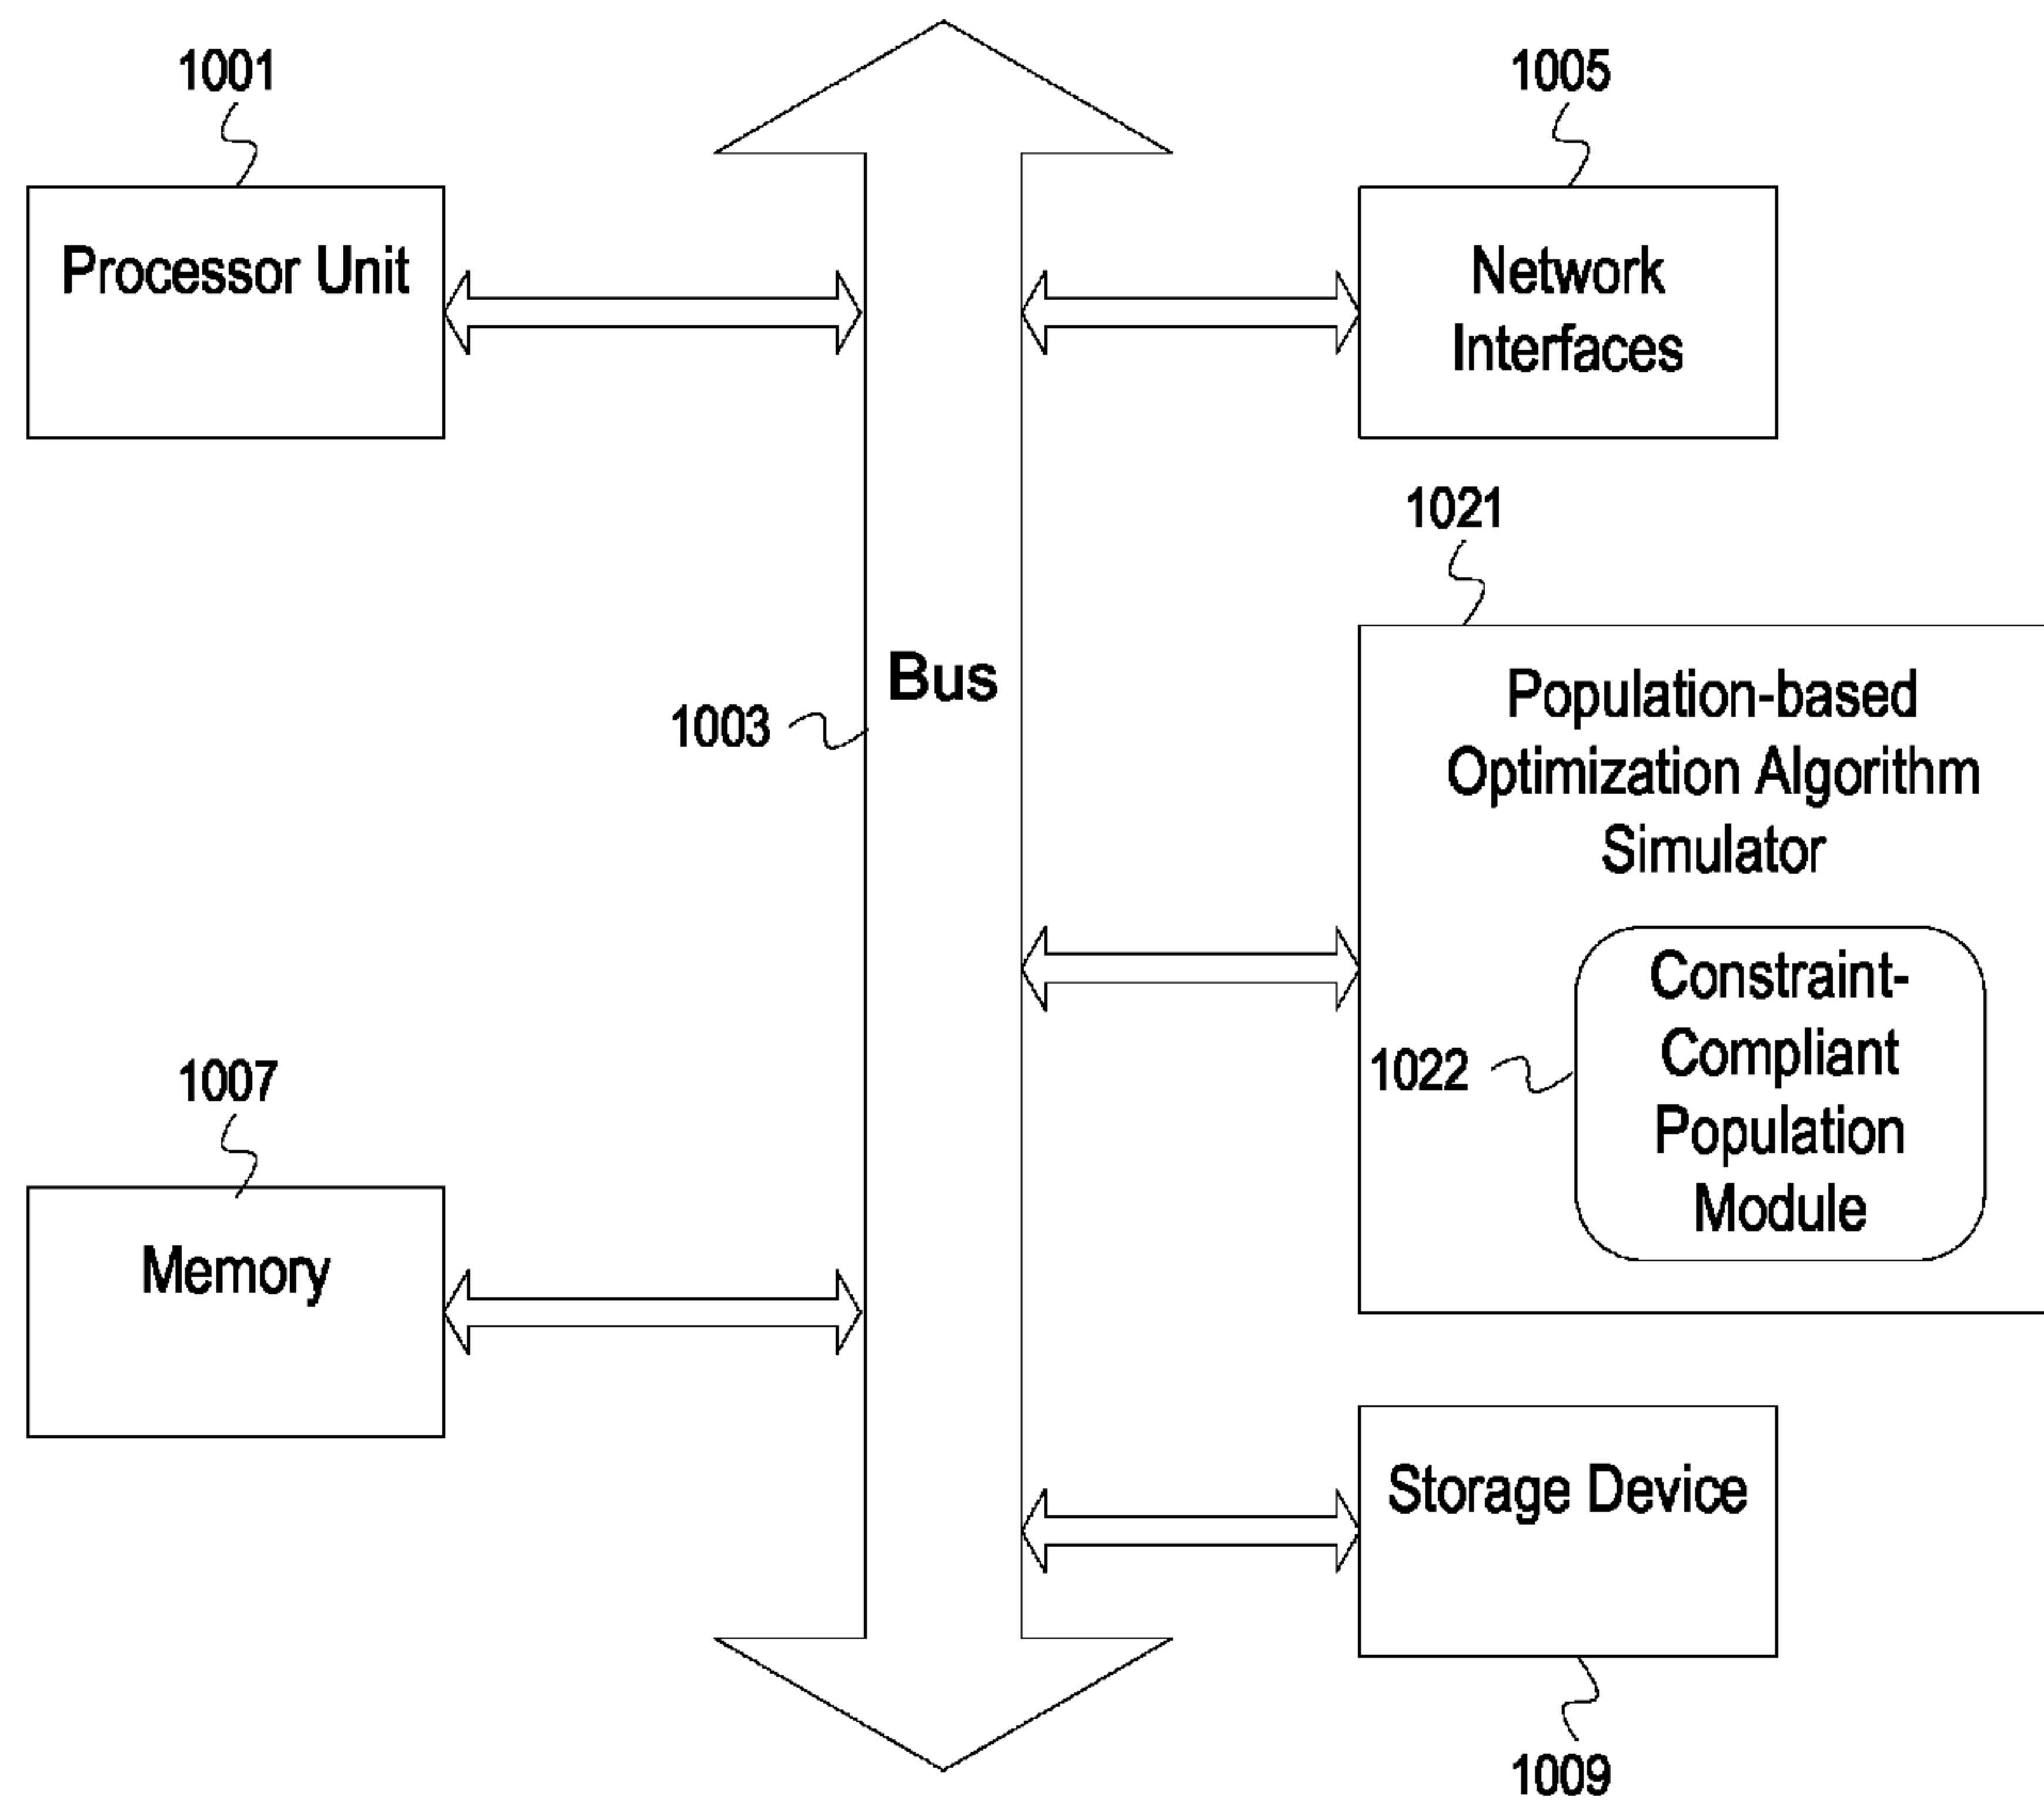 1001
Processor Unit
1005
Network
Interfaces
1021
Bus
1003
Population-based
Optimization Algorithm
Simulator
Constraint-
Compliant
Population
Module
1022
1007
Memory
Storage Device
1009